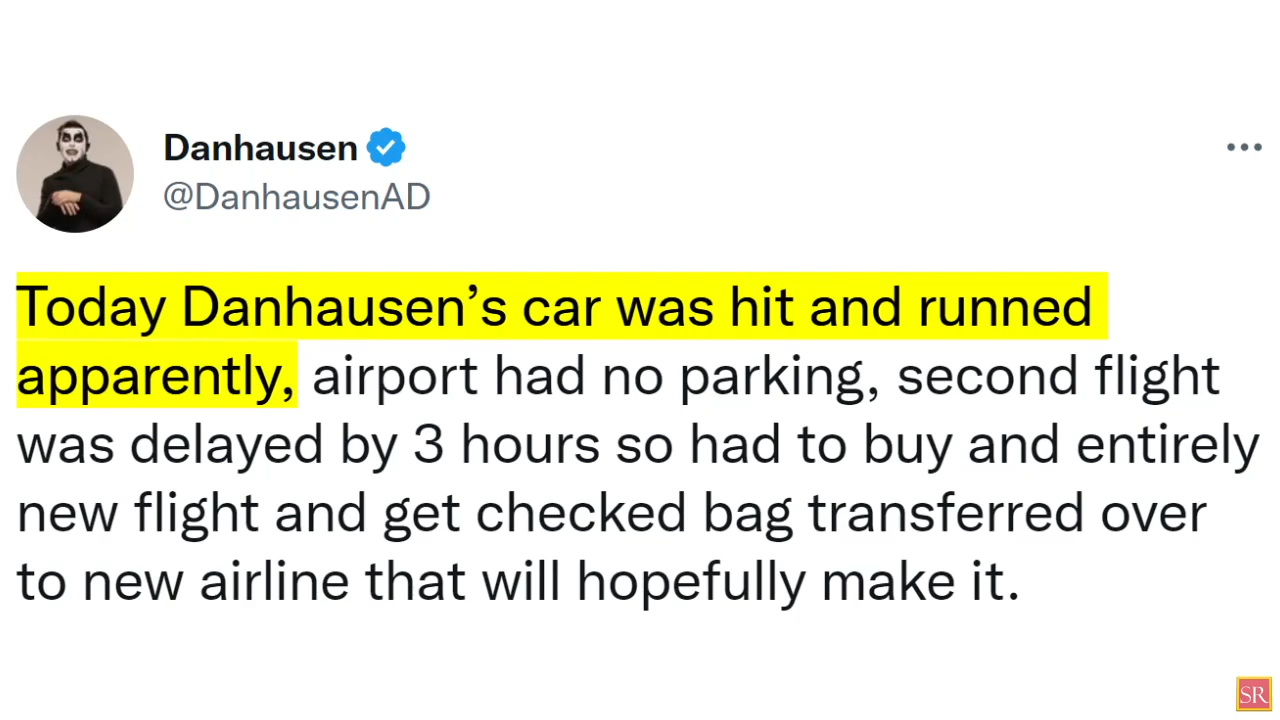 Danhausen
@DanhausenAD
Today Danhausen’s car was hit and runned
apparently, airport had no parking, second flight
was delayed by 3 hours so had to buy and entirely
new flight and get checked bag transferred over
to new airline that will hopefully make it.
SR